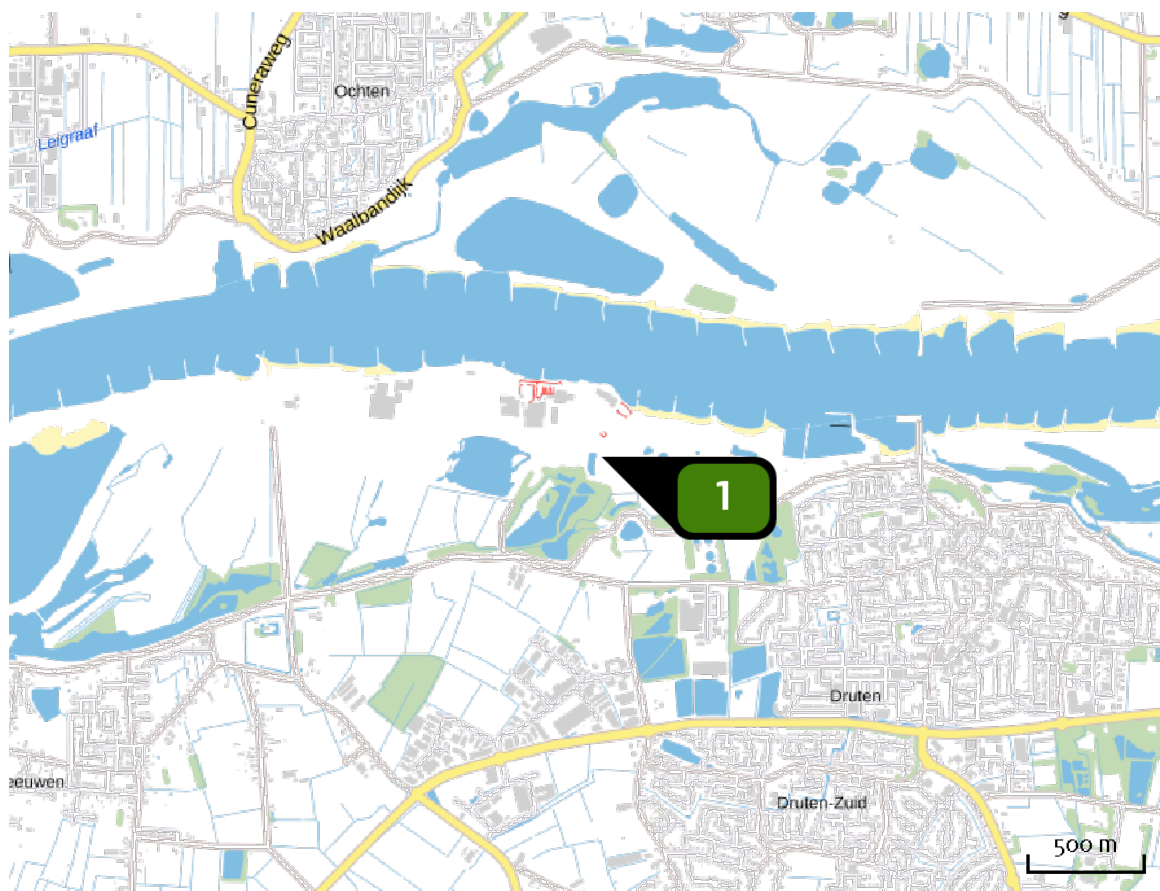 Cuneraweg
Ochten
Leigraaf
Waalbandijk
1
Druten
eeuwen
Druten-Zuid
500 m